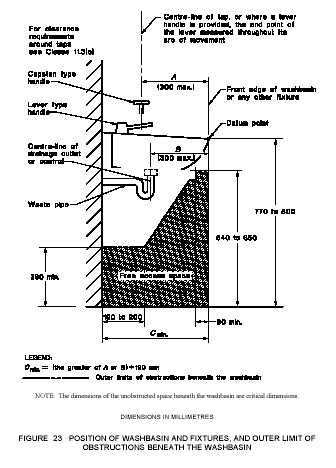 For clearance
requirements
around taps
see Clause 11.3(c)
Centre-line of tap, or where a lever
handle is provided, the end point of
the lever measured throughout its
arc of movement
A
(300 max.)
Capstan type
handle
Front edge of washbasin
or any other fixture
Lever type
handle
Datum point
B
(300 max.)
Centre-line of
drainage outlet
or control
Waste pipe
770 to 800
640 to 650
290 min.
Free access space
190 to 200
90 min.
C min.
LEGEND:
C min. = (the greater of A or B) + 190 mm
Outer limits of obstructions beneath the washbasin
NOTE: The dimensions of the unobstructed space beneath the washbasin are critical dimensions.
DIMENSIONS IN MILLIMETRES
FIGURE 23 POSITION OF WASHBASIN AND FIXTURES, AND OUTER LIMIT OF
OBSTRUCTIONS BENEATH THE WASHBASIN